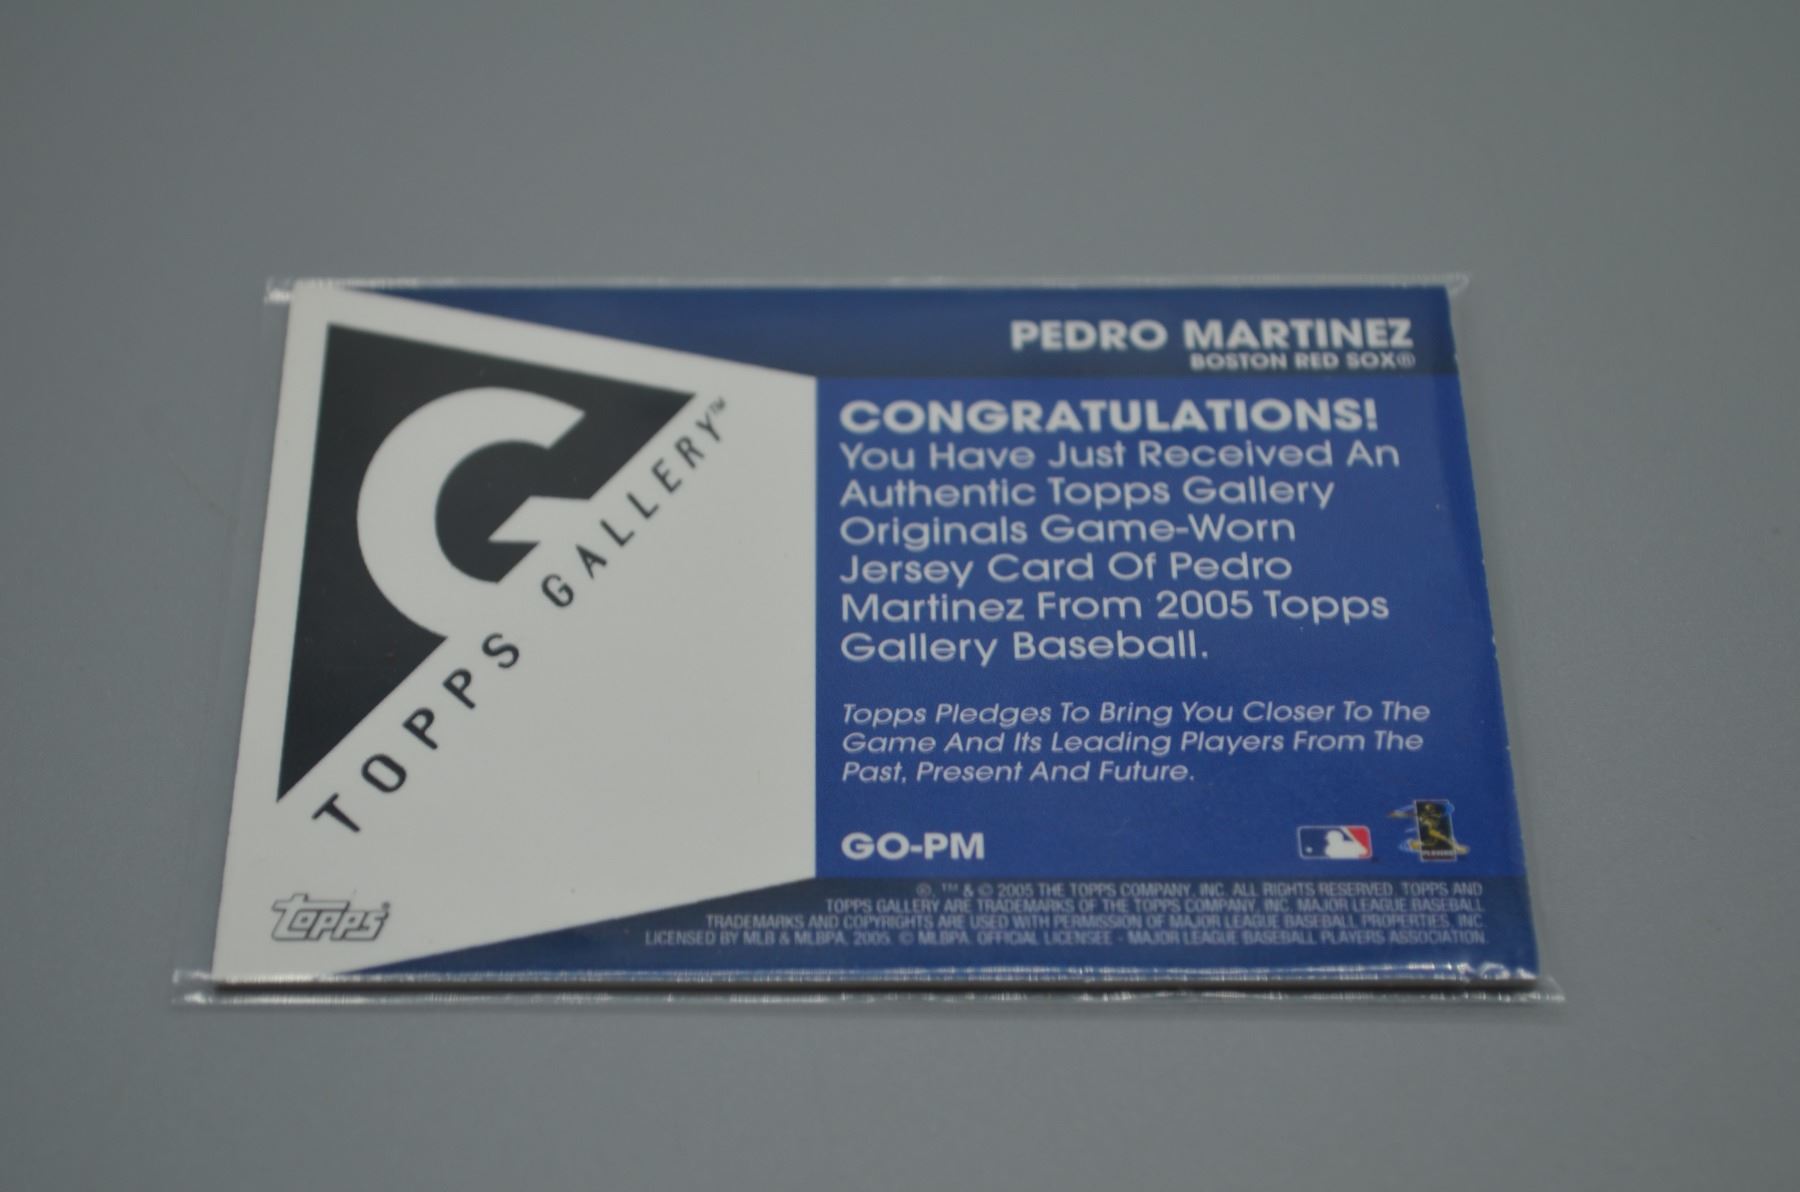 PEDRO MARTINEZ
BOSTON RED SOX®
G
TOPPS GALLERY™
CONGRATULATIONS!
You Have Just Received An
Authentic Topps Gallery
Originals Game-Worn
Jersey Card Of Pedro
Martinez From 2005 Topps
Gallery Baseball.
Topps Pledges To Bring You Closer To The
Game And Its Leading Players From The
Past, Present And Future.
GO-PM
Topps®
®, ™ & © 2005 THE TOPPS COMPANY, INC. ALL RIGHTS RESERVED. TOPPS AND
TOPPS GALLERY ARE TRADEMARKS OF THE TOPPS COMPANY, INC. MAJOR LEAGUE BASEBALL
TRADEMARKS AND COPYRIGHTS ARE USED WITH PERMISSION OF MAJOR LEAGUE BASEBALL PROPERTIES, INC.
LICENSED BY MLB & MLBPA, 2005. © MLBPA. OFFICIAL LICENSEE - MAJOR LEAGUE BASEBALL PLAYERS ASSOCIATION.